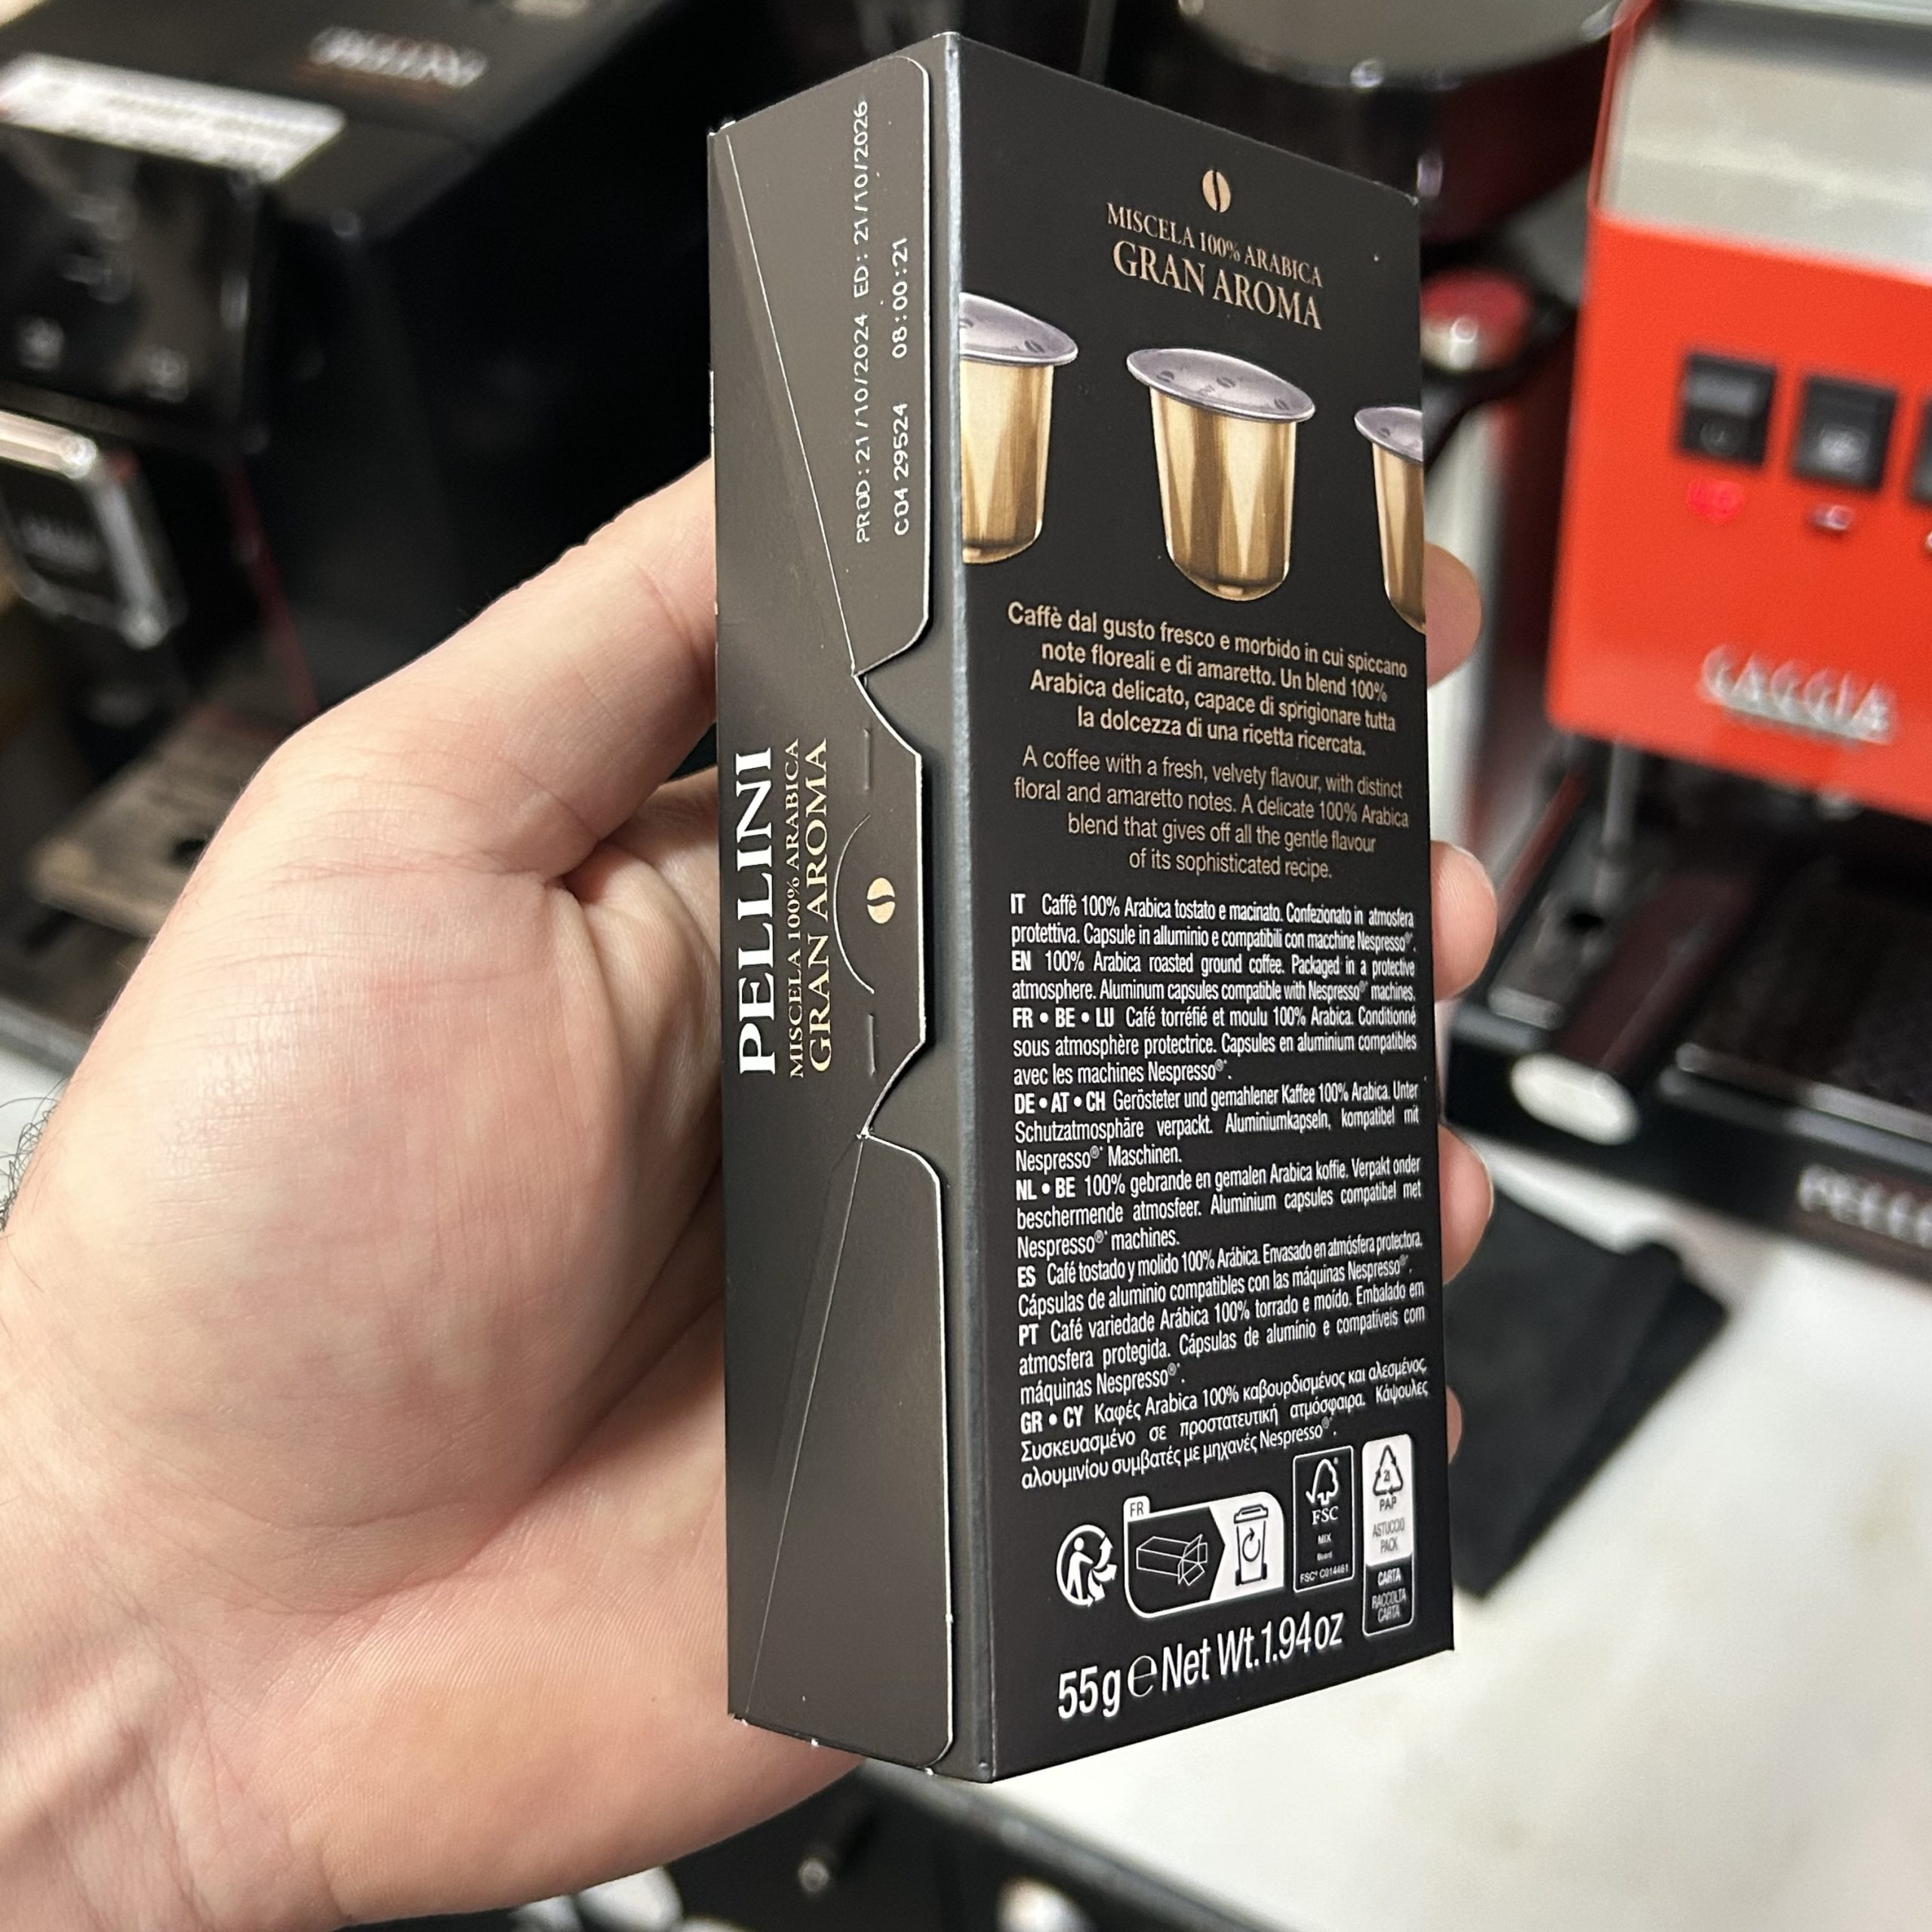 PROD:21/10/2024 ED: 21/10/2026
C04 29524 08:00:21
PELLINI
MISCELA 100% ARABICA
GRAN AROMA
MISCELA 100% ARABICA
GRAN AROMA
Caffè dal gusto fresco e morbido in cui spiccano
note floreali e di amaretto. Un blend 100%
Arabica delicato, capace di sprigionare tutta
la dolcezza di una ricetta ricercata.
A coffee with a fresh, velvety flavour, with distinct
floral and amaretto notes. A delicate 100% Arabica
blend that gives off all the gentle flavour
of its sophisticated recipe.
IT Caffè 100% Arabica tostato e macinato. Confezionato in atmosfera
protettiva. Capsule in alluminio e compatibili con macchine Nespresso®*.
EN 100% Arabica roasted ground coffee. Packaged in a protective
atmosphere. Aluminum capsules compatible with Nespresso®* machines.
FR • BE • LU Café torréfié et moulu 100% Arabica. Conditionné
sous atmosphère protectrice. Capsules en aluminium compatibles
avec les machines Nespresso®*.
DE • AT • CH Gerösteter und gemahlener Kaffee 100% Arabica. Unter
Schutzatmosphäre verpackt. Aluminiumkapseln, kompatibel mit
Nespresso®* Maschinen.
NL • BE 100% gebrande en gemalen Arabica koffie. Verpakt onder
beschermende atmosfeer. Aluminium capsules compatibel met
Nespresso®* machines.
ES Café tostado y molido 100% Arábica. Envasado en atmósfera protectora.
Cápsulas de aluminio compatibles con las máquinas Nespresso®*.
PT Café variedade Arábica 100% torrado e moído. Embalado em
atmosfera protegida. Cápsulas de alumínio e compatíveis com
máquinas Nespresso®*.
GR • CY Καφές Arabica 100% καβουρδισμένος και αλεσμένος.
Συσκευασμένο σε προστατευτική ατμόσφαιρα. Κάψουλες
αλουμινίου συμβατές με μηχανές Nespresso®*.
FR
FSC
MIX
Board
FSC® C014461
21
PAP
ASTUCCIO
PACK
CARTA
RACCOLTA
CARTA
55g e Net Wt.1.94oz
GAGGIA
PELLINI